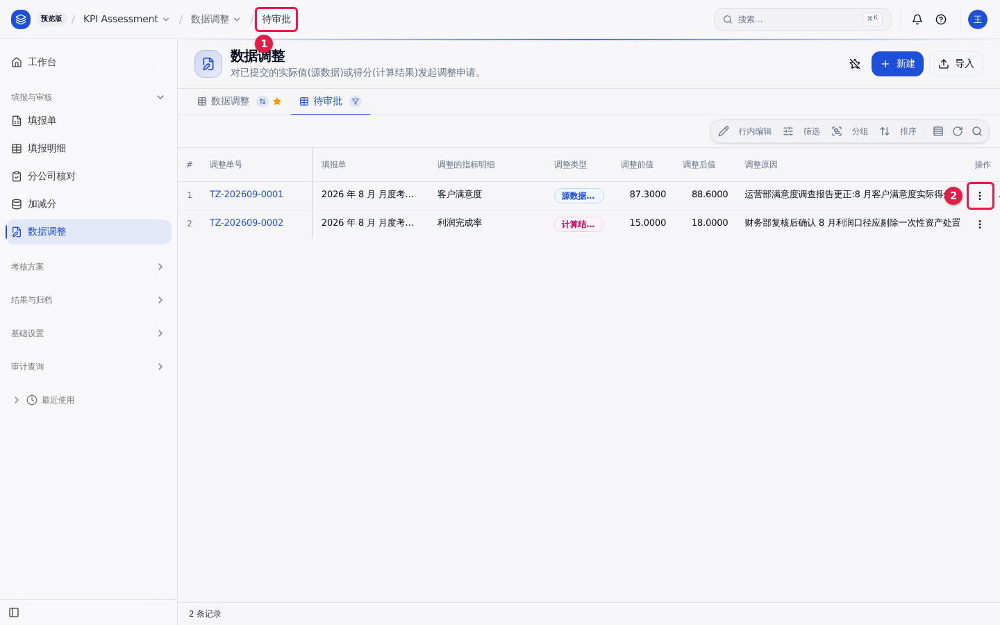 预览版 / KPI Assessment / 数据调整 / 待审批
搜索... ⌘K
王
1
工作台
填报与审核
填报单
填报明细
分公司核对
加减分
数据调整
考核方案
结果与归档
基础设置
审计查询
最近使用
数据调整
对已提交的实际值(源数据)或得分(计算结果)发起调整申请。
新建 导入
数据调整 待审批
行内编辑 筛选 分组 排序
# 调整单号 填报单 调整的指标明细 调整类型 调整前值 调整后值 调整原因 操作
1 TZ-202609-0001 2026 年 8 月 月度考... 客户满意度 源数据... 87.3000 88.6000 运营部满意度调查报告更正:8 月客户满意度实际得 2
2 TZ-202609-0002 2026 年 8 月 月度考... 利润完成率 计算结... 15.0000 18.0000 财务部复核后确认 8 月利润口径应剔除一次性资产处置
2 条记录